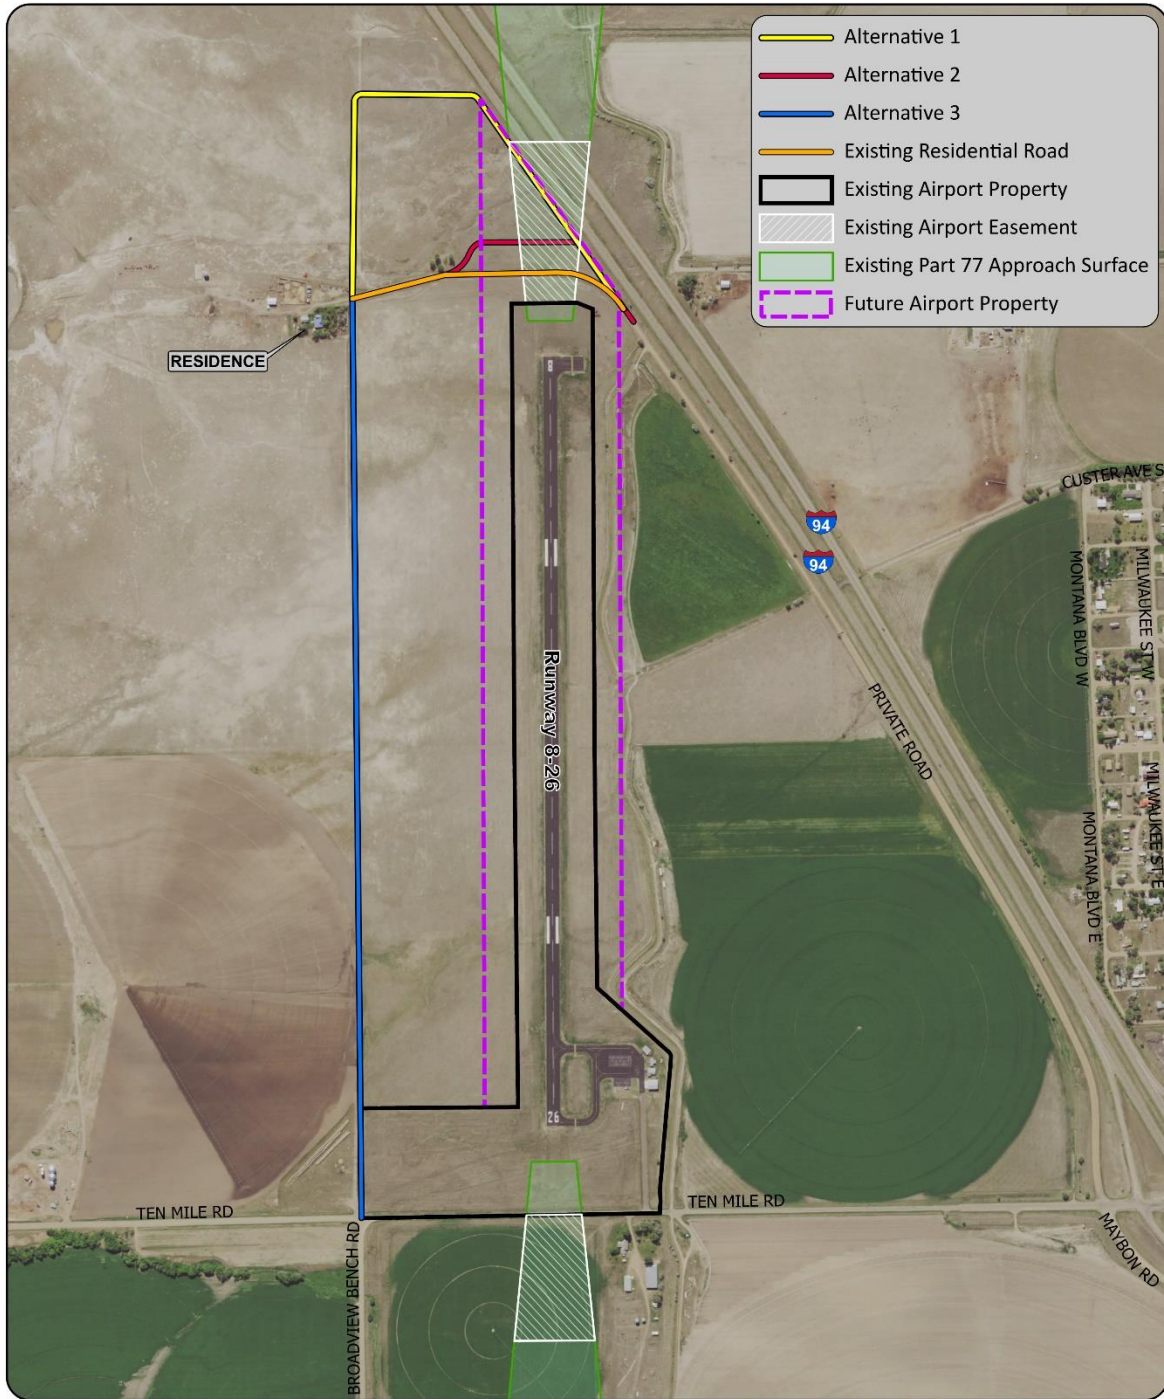 Alternative 1
Alternative 2
Alternative 3
Existing Residential Road
Existing Airport Property
Existing Airport Easement
Existing Part 77 Approach Surface
Future Airport Property
RESIDENCE
CUSTER AVE S
94
94
MONTANA BLVD W
MILWAUKEE ST W
Runway 8-26
PRIVATE ROAD
MILWAUKEE ST E
MONTANA BLVD E
26
TEN MILE RD
TEN MILE RD
BROADVIEW BENCH RD
MAYBON RD